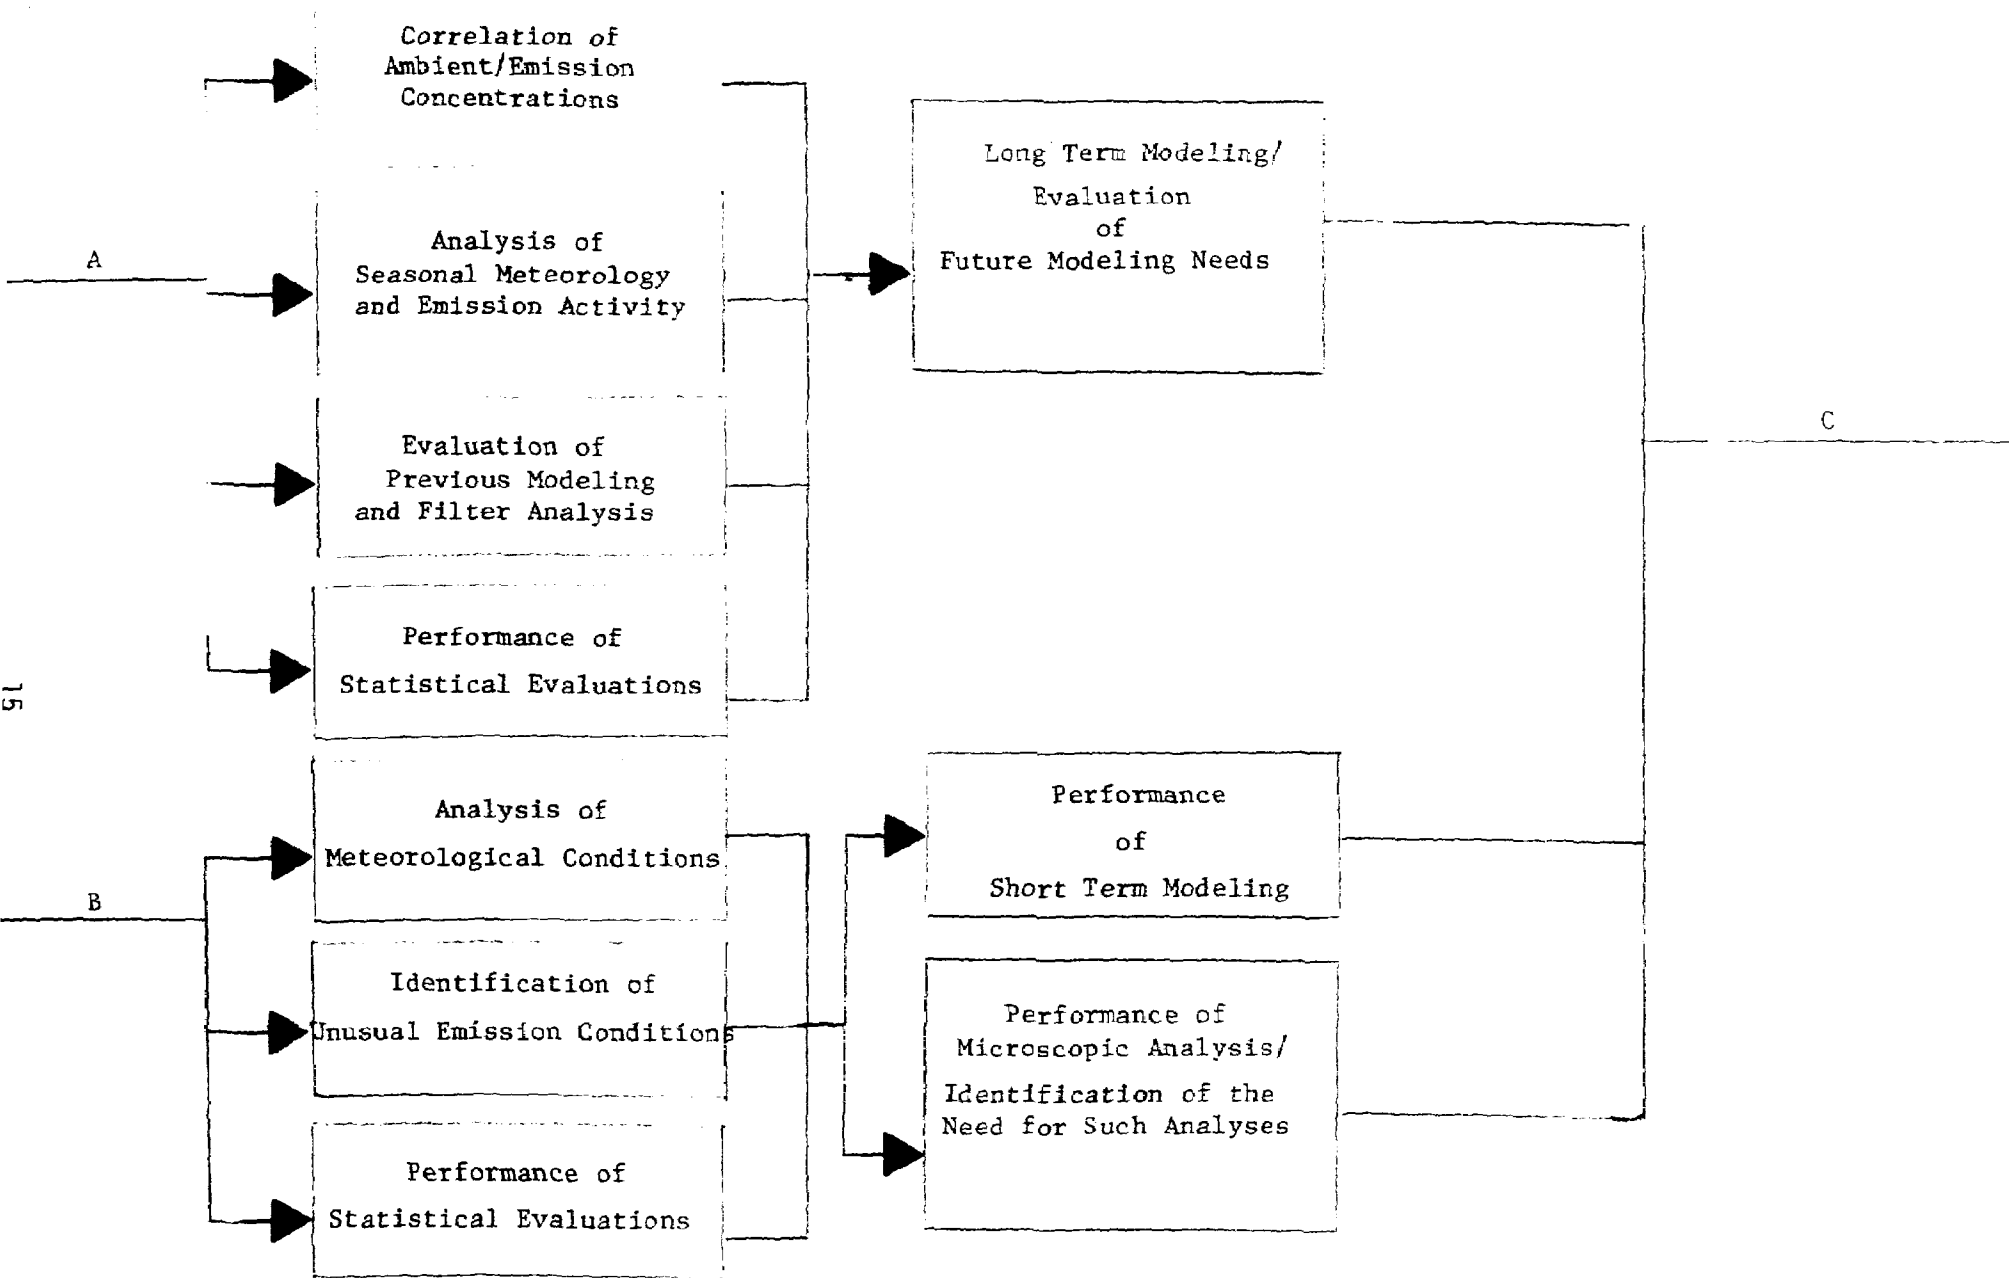 Correlation of
Ambient/Emission
Concentrations
A
Analysis of
Seasonal Meteorology
and Emission Activity
Evaluation of
Previous Modeling
and Filter Analysis
Performance of
Statistical Evaluations
Long Term Modeling/
Evaluation
of
Future Modeling Needs
C
15
B
Analysis of
Meteorological Conditions
Identification of
Unusual Emission Conditions
Performance of
Statistical Evaluations
Performance
of
Short Term Modeling
Performance of
Microscopic Analysis/
Identification of the
Need for Such Analyses